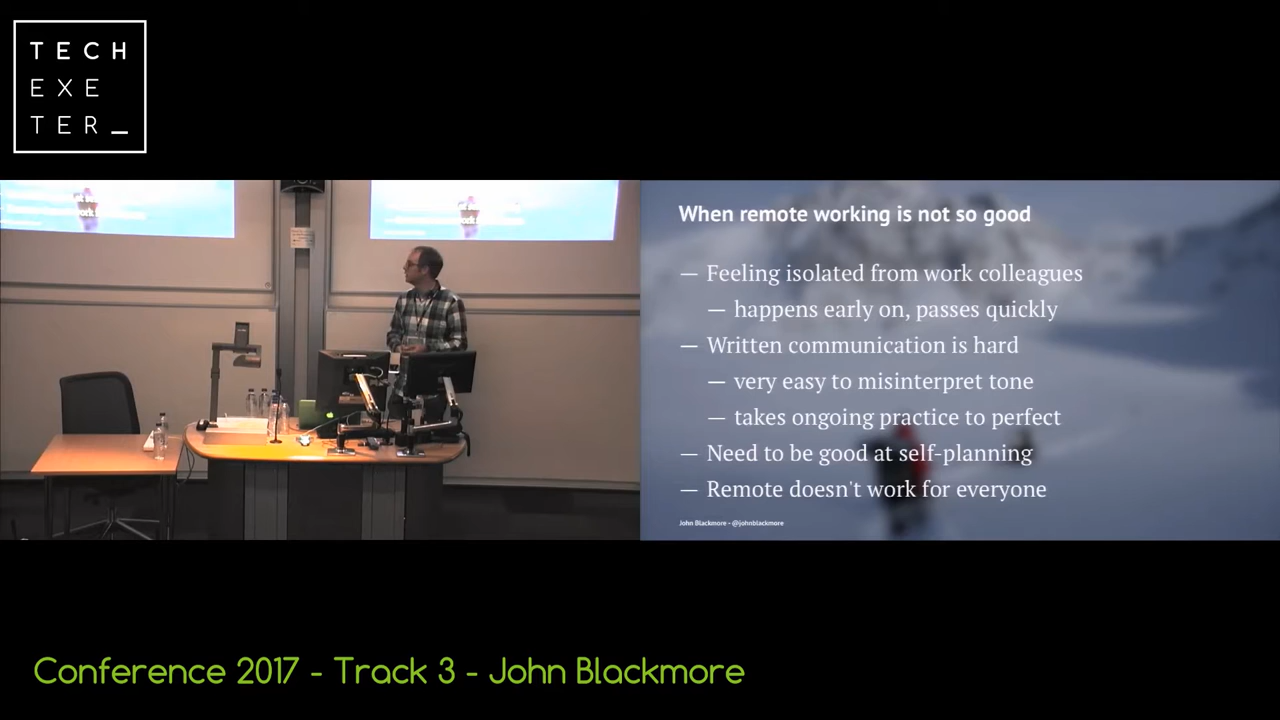 TECH
EXE
TER_
When remote working is not so good
— Feeling isolated from work colleagues
— happens early on, passes quickly
— Written communication is hard
— very easy to misinterpret tone
— takes ongoing practice to perfect
— Need to be good at self-planning
— Remote doesn't work for everyone
John Blackmore - @johnblackmore
Conference 2017 - Track 3 - John Blackmore